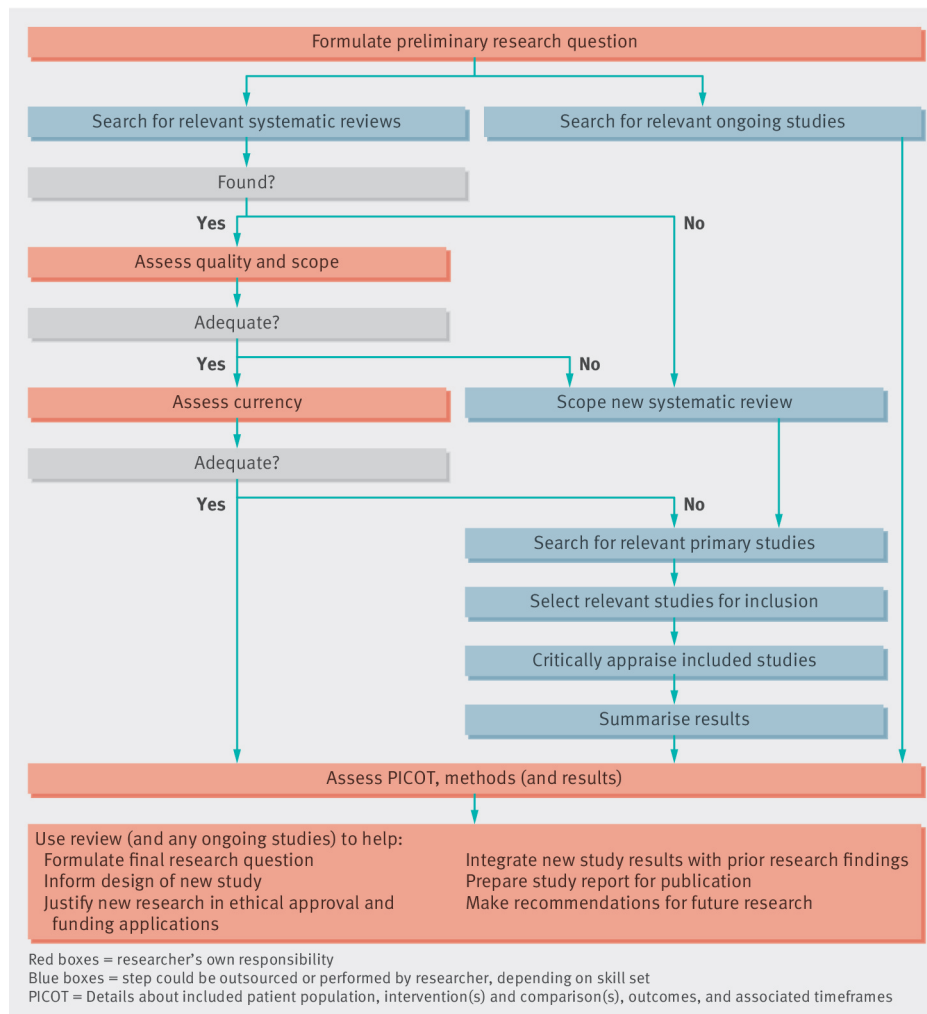 Formulate preliminary research question
Search for relevant systematic reviews
Search for relevant ongoing studies
Found?
Yes
No
Assess quality and scope
Adequate?
Yes
No
Assess currency
Scope new systematic review
Adequate?
Yes
No
Search for relevant primary studies
Select relevant studies for inclusion
Critically appraise included studies
Summarise results
Assess PICOT, methods (and results)
Use review (and any ongoing studies) to help:
Formulate final research question
Inform design of new study
Justify new research in ethical approval and
funding applications
Integrate new study results with prior research findings
Prepare study report for publication
Make recommendations for future research
Red boxes = researcher's own responsibility
Blue boxes = step could be outsourced or performed by researcher, depending on skill set
PICOT = Details about included patient population, intervention(s) and comparison(s), outcomes, and associated timeframes